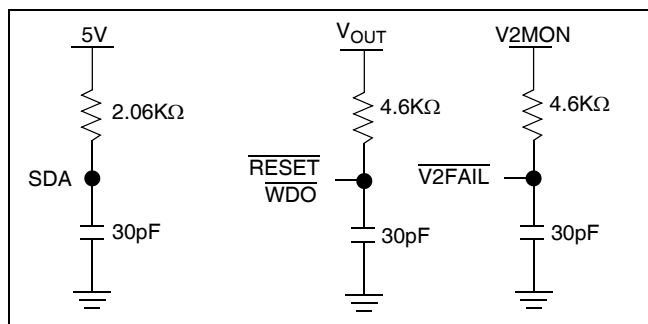 5V
2.06KΩ
SDA
30pF
VOUT
4.6KΩ
RESET
WDO
30pF
V2MON
4.6KΩ
V2FAIL
30pF